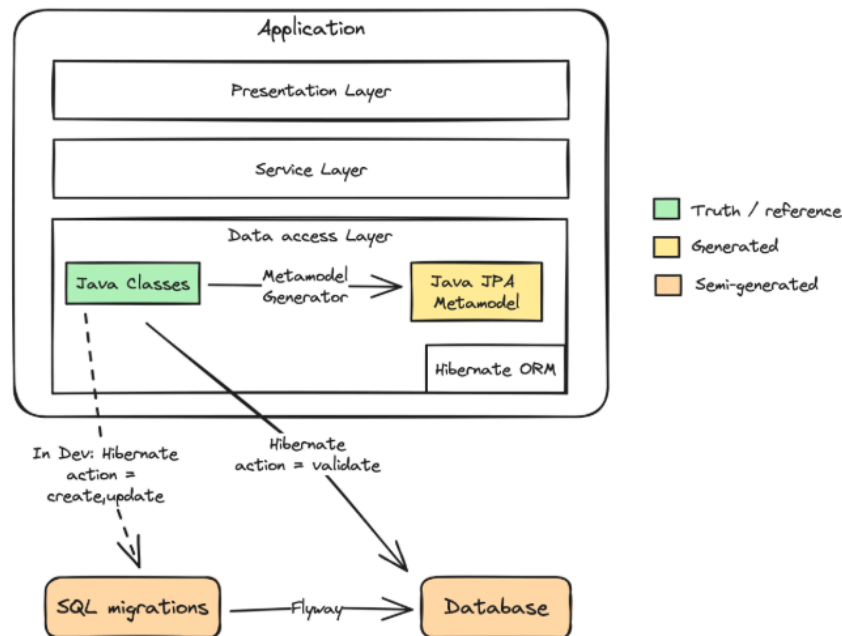 Application
Presentation Layer
Service Layer
Truth / reference
Data access Layer
Generated
Java Classes
Metamodel
Generator
Java JPA
Metamodel
Semi-generated
Hibernate ORM
In Dev: Hibernate
action =
create,update
Hibernate
action = validate
SQL migrations
Flyway
Database